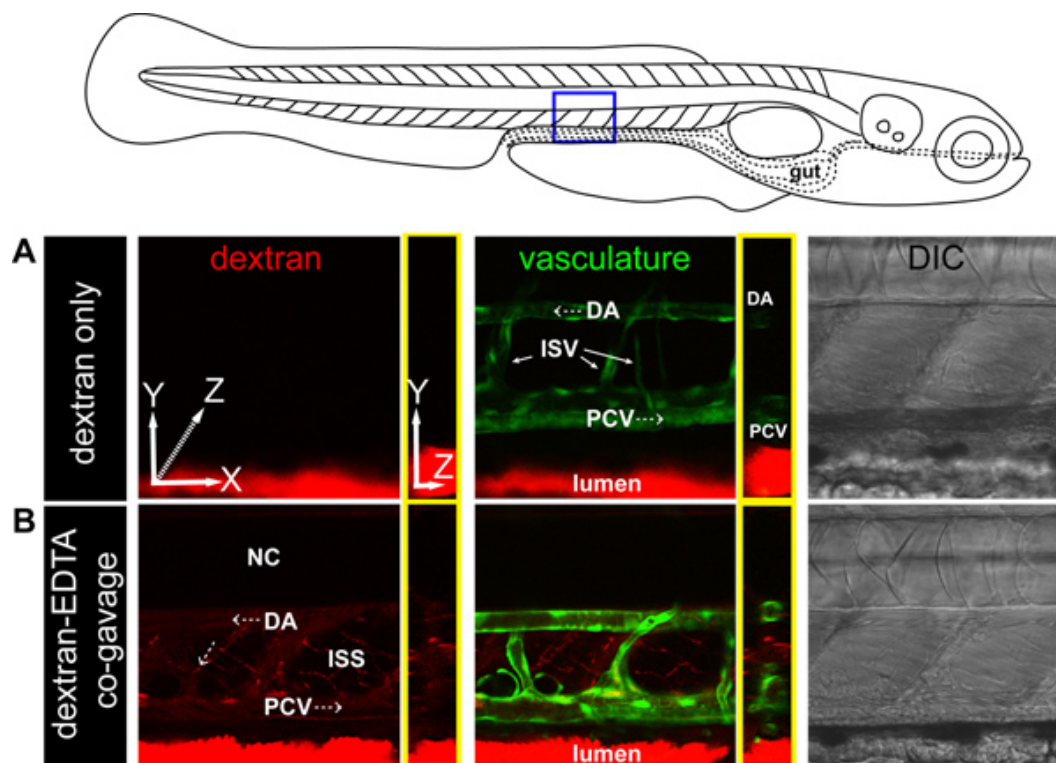 gut
A
dextran only
dextran
vasculature
DIC
Y
Z
X
Y
Z
DA
ISV
PCV
lumen
DA
PCV
B
dextran-EDTA
co-gavage
NC
DA
ISS
PCV
lumen